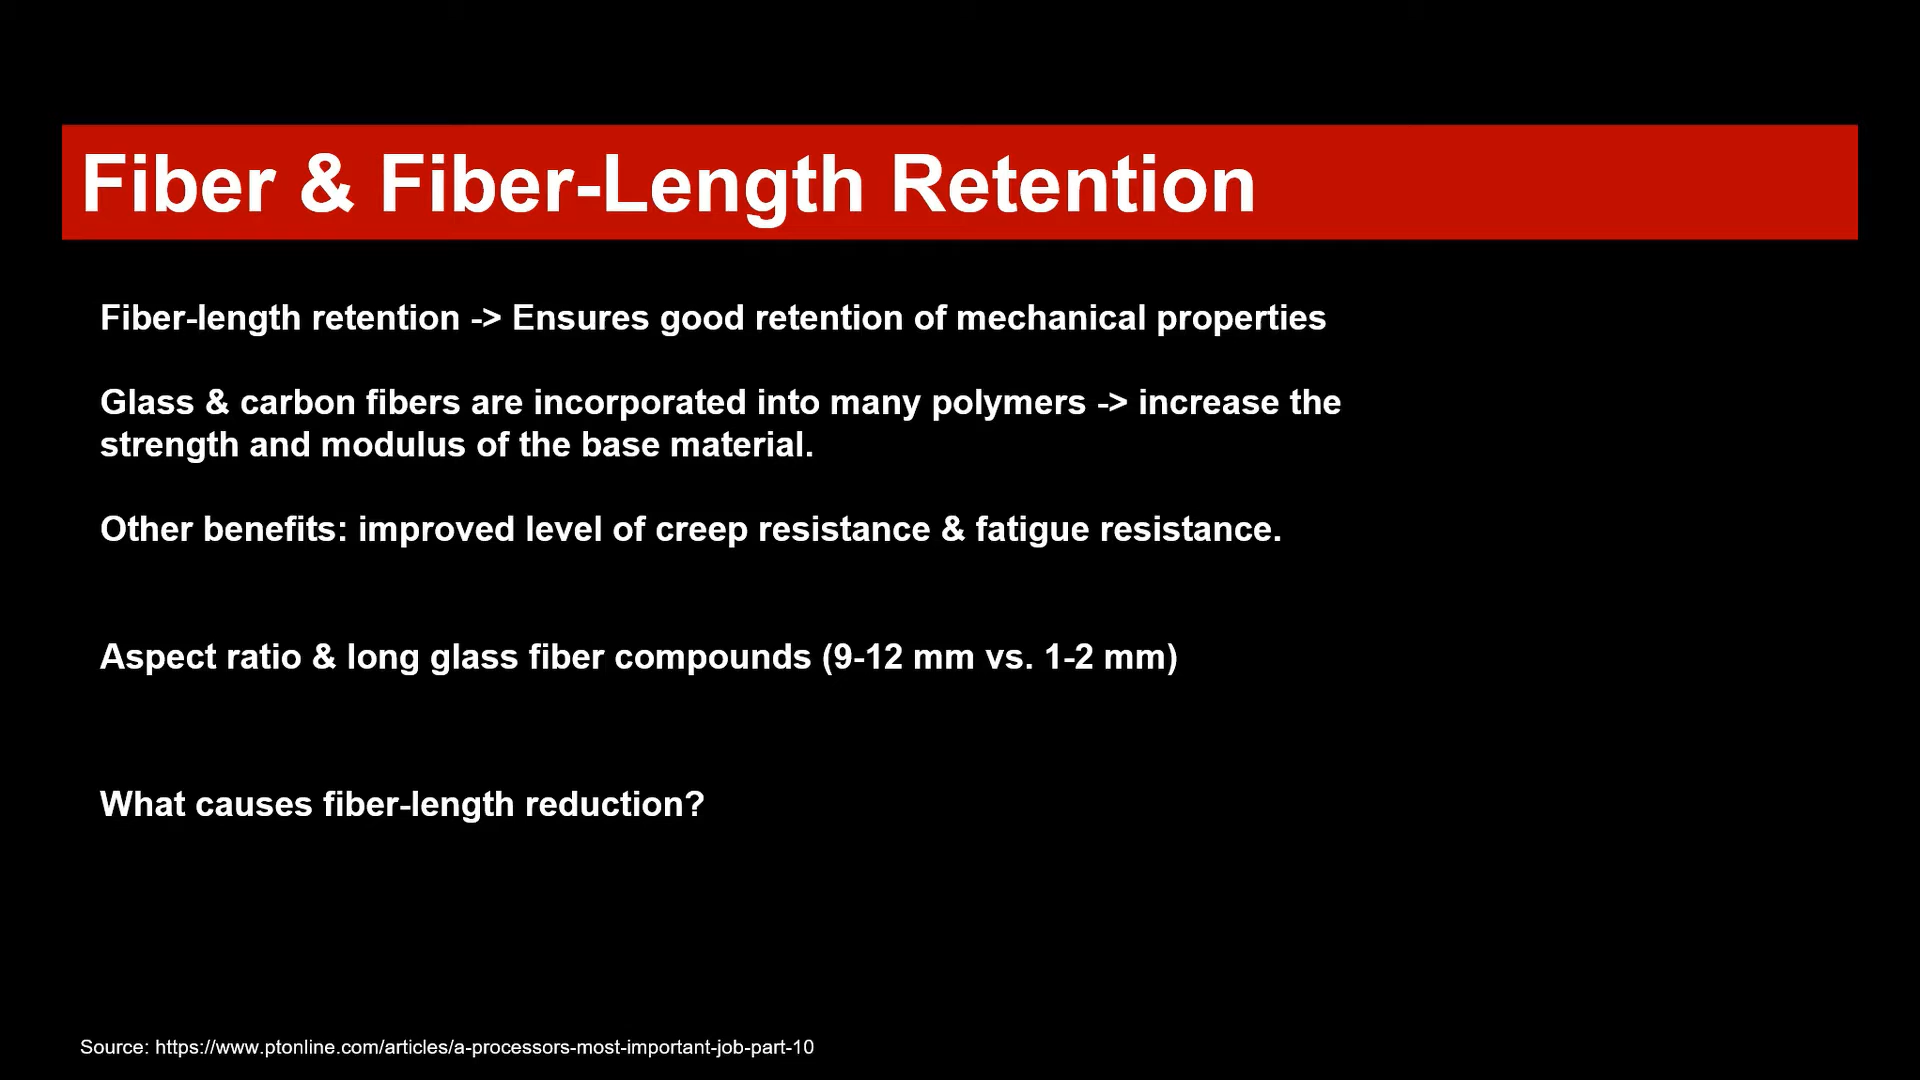 Fiber & Fiber-Length Retention
Fiber-length retention -> Ensures good retention of mechanical properties
Glass & carbon fibers are incorporated into many polymers -> increase the
strength and modulus of the base material.
Other benefits: improved level of creep resistance & fatigue resistance.
Aspect ratio & long glass fiber compounds (9-12 mm vs. 1-2 mm)
What causes fiber-length reduction?
Source: https://www.ptonline.com/articles/a-processors-most-important-job-part-10